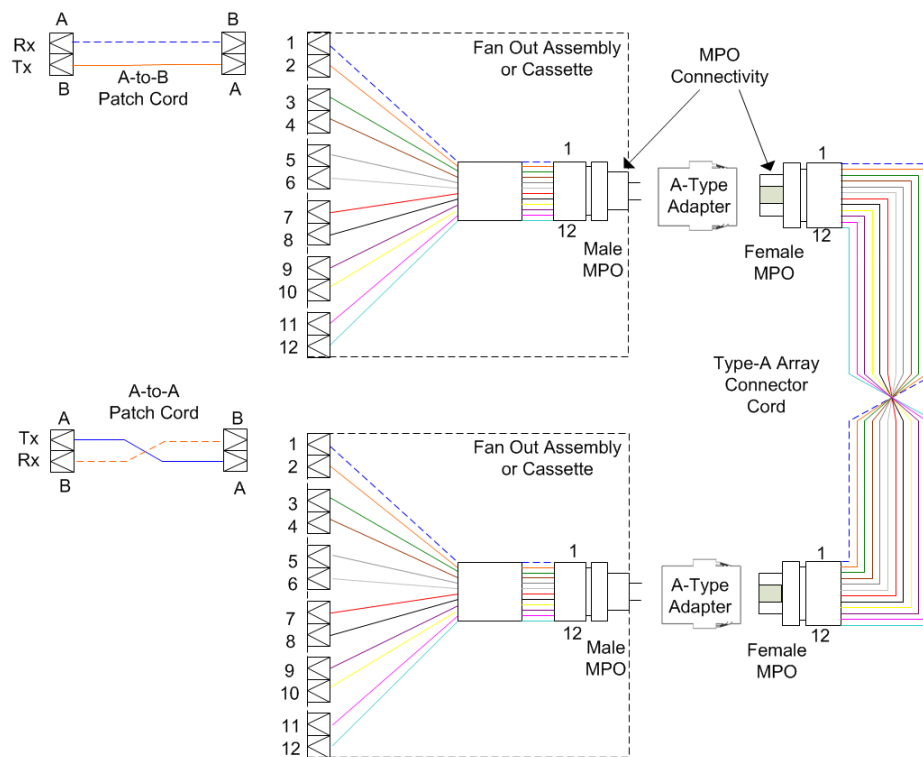 A
B
Rx
Tx
A-to-B
Patch Cord
B
A
1
2
3
4
5
6
7
8
9
10
11
12
Fan Out Assembly
or Cassette
1
12
Male
MPO
MPO
Connectivity
A-Type
Adapter
1
12
Female
MPO
Type-A Array
Connector
Cord
A-to-A
Patch Cord
A
B
Tx
Rx
B
A
1
2
3
4
5
6
7
8
9
10
11
12
Fan Out Assembly
or Cassette
1
12
Male
MPO
A-Type
Adapter
1
12
Female
MPO